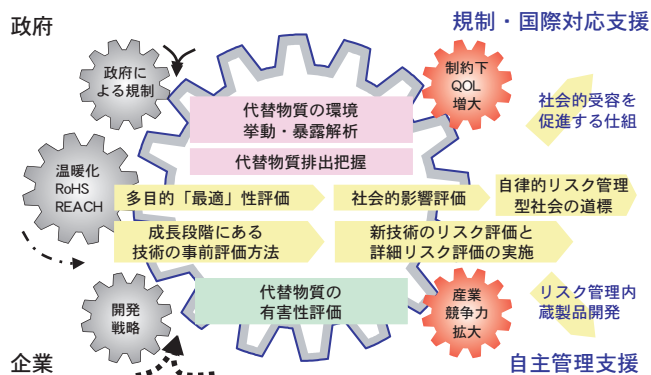 政府
規制・国際対応支援
政府に
よる規制
制約下
QOL
増大
社会的受容を
促進する仕組
代替物質の環境
挙動・暴露解析
代替物質排出把握
温暖化
RoHS
REACH
多目的「最適」性評価
社会的影響評価
自律的リスク管理
型社会の道標
成長段階にある
技術の事前評価方法
新技術のリスク評価と
詳細リスク評価の実施
開発
戦略
代替物質の
有害性評価
産業
競争力
拡大
リスク管理内
蔵製品開発
企業
自主管理支援